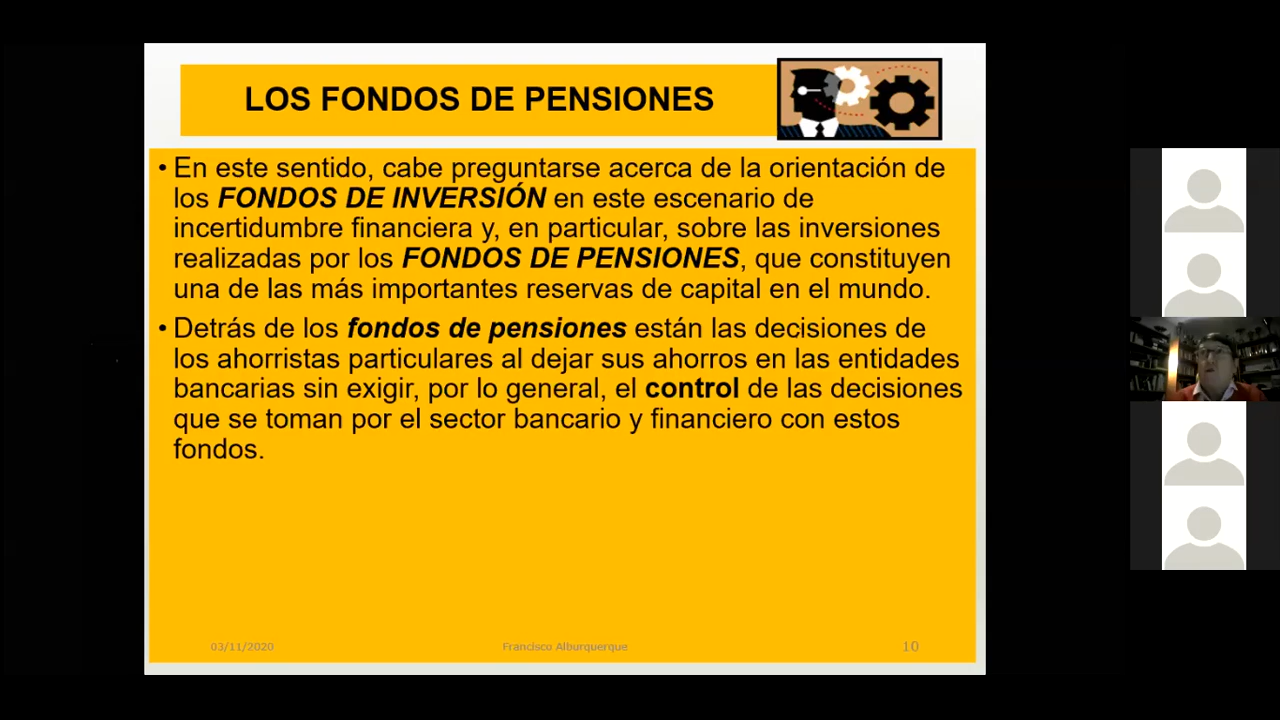 LOS FONDOS DE PENSIONES
• En este sentido, cabe preguntarse acerca de la orientación de
los FONDOS DE INVERSIÓN en este escenario de
incertidumbre financiera y, en particular, sobre las inversiones
realizadas por los FONDOS DE PENSIONES, que constituyen
una de las más importantes reservas de capital en el mundo.
• Detrás de los fondos de pensiones están las decisiones de
los ahorristas particulares al dejar sus ahorros en las entidades
bancarias sin exigir, por lo general, el control de las decisiones
que se toman por el sector bancario y financiero con estos
fondos.
03/11/2020
Francisco Alburquerque
10